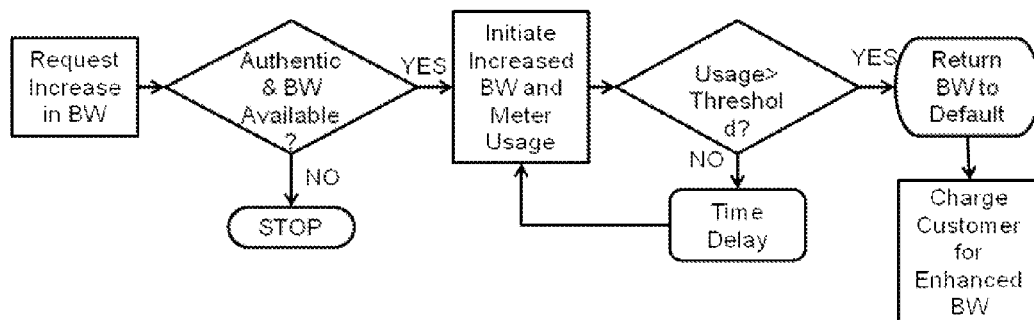 Request
Increase
in BW
Authentic
& BW
Available
?
YES
NO
STOP
Initiate
Increased
BW and
Meter
Usage
Usage>
Threshol
d?
YES
NO
Time
Delay
Return
BW to
Default
Charge
Customer
for
Enhanced
BW